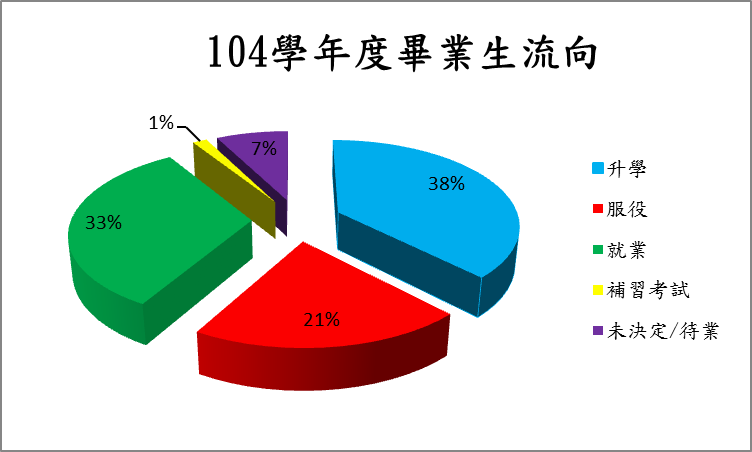 104學年度畢業生流向
1%
7%
38%
33%
21%
升學
服役
就業
補習考試
未決定/待業